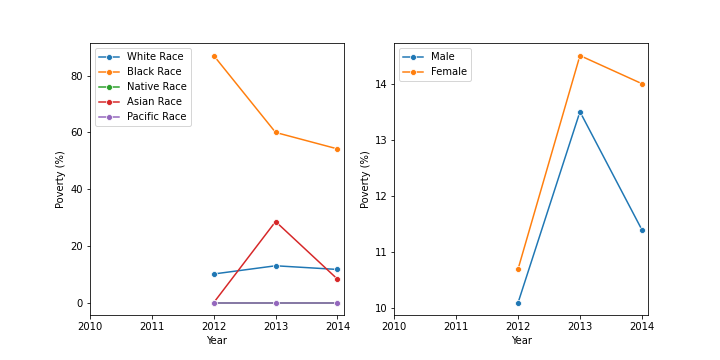 White Race
Black Race
Native Race
Asian Race
Pacific Race
80
60
40
20
0
Poverty (%)
2010 2011 2012 2013 2014
Year
Male
Female
14
13
12
11
10
Poverty (%)
2010 2011 2012 2013 2014
Year